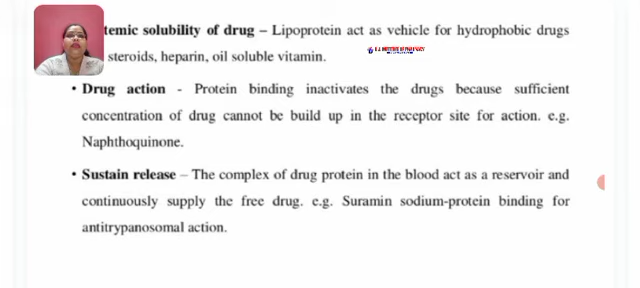 temic solubility of drug – Lipoprotein act as vehicle for hydrophobic drugs
steroids, heparin, oil soluble vitamin.
• Drug action - Protein binding inactivates the drugs because sufficient
concentration of drug cannot be build up in the receptor site for action. e.g.
Naphthoquinone.
• Sustain release – The complex of drug protein in the blood act as a reservoir and
continuously supply the free drug. e.g. Suramin sodium-protein binding for
antitrypanosomal action.